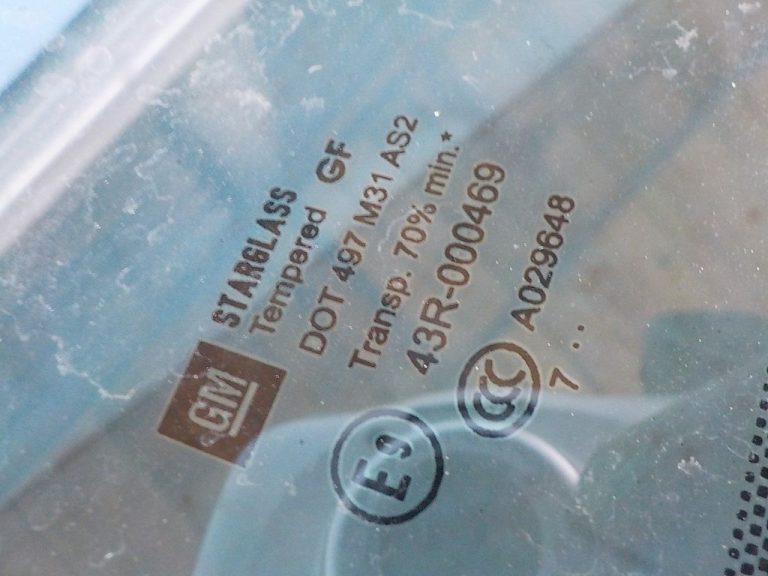 GM
STARGLASS
Tempered GF
DOT 497 M31 AS2
Transp. 70% min.*
E9 43R-000469
CCC A029648
7 ..